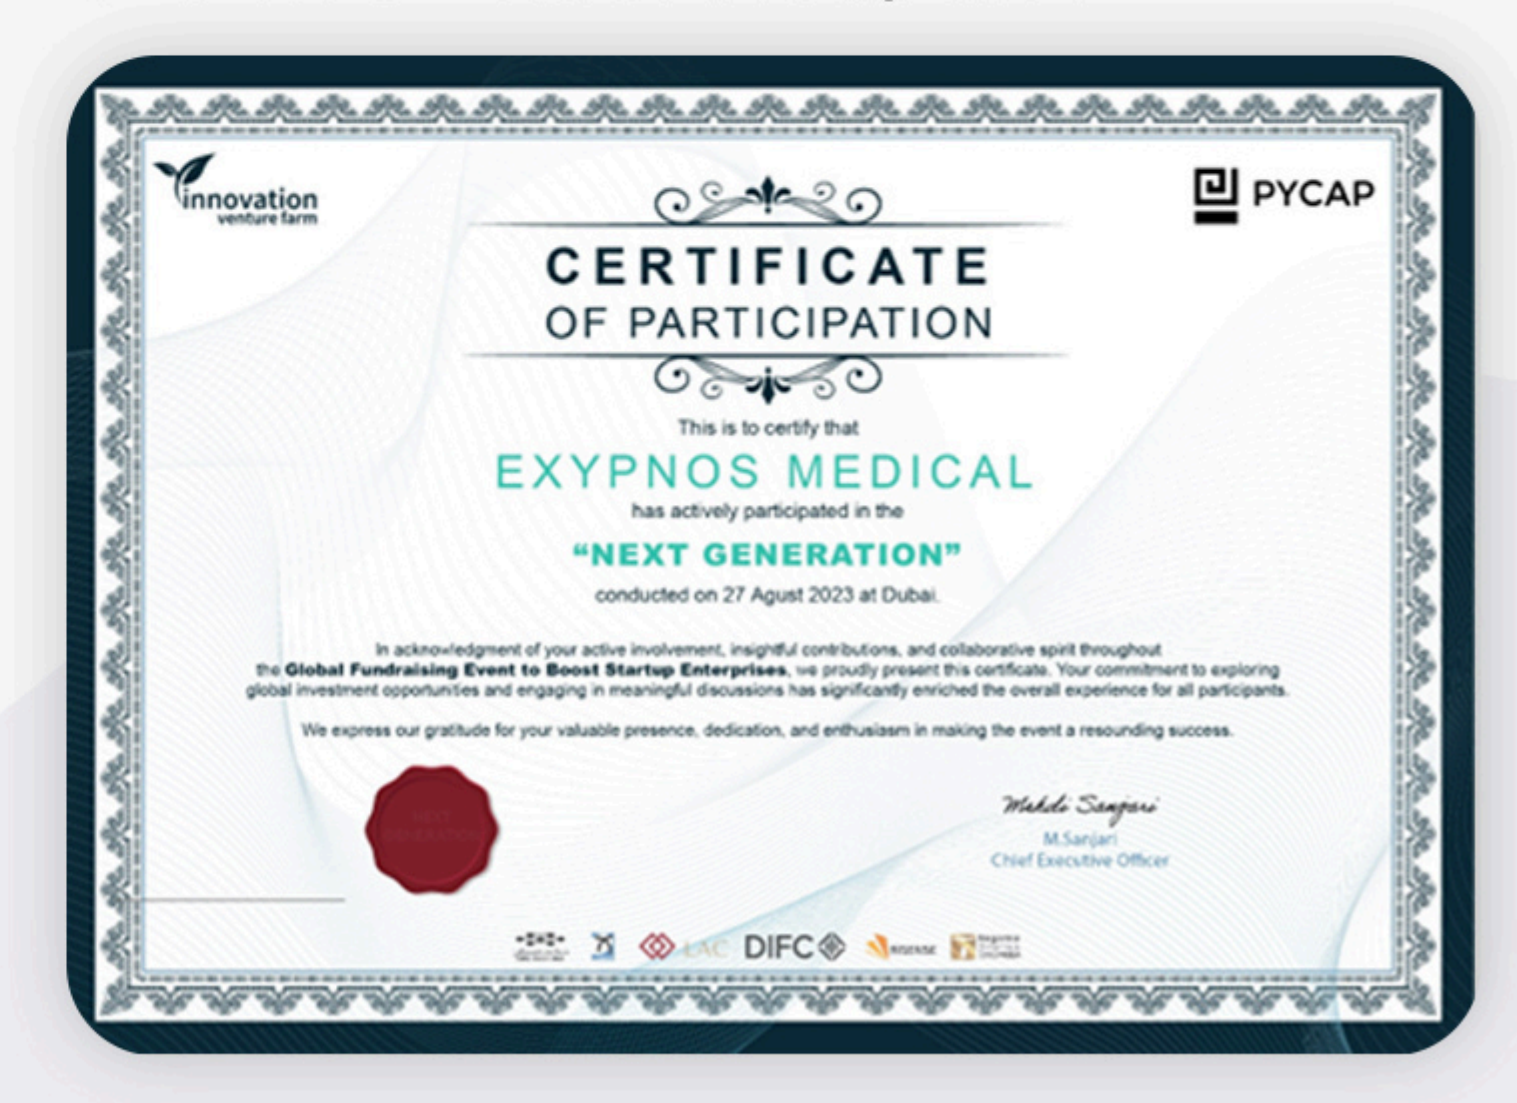 innovation
venture farm
PYCAP
CERTIFICATE
OF PARTICIPATION
This is to certify that
EXYPNOS MEDICAL
has actively participated in the
“NEXT GENERATION”
conducted on 27 Agust 2023 at Dubai.
In acknowledgment of your active involvement, insightful contributions, and collaborative spirit throughout
the Global Fundraising Event to Boost Startup Enterprises, we proudly present this certificate. Your commitment to exploring
global investment opportunities and engaging in meaningful discussions has significantly enriched the overall experience for all participants.
We express our gratitude for your valuable presence, dedication, and enthusiasm in making the event a resounding success.
NEXT
GENERATION
Mehdi Sanjari
M.Sanjari
Chief Executive Officer
LAC
DIFC